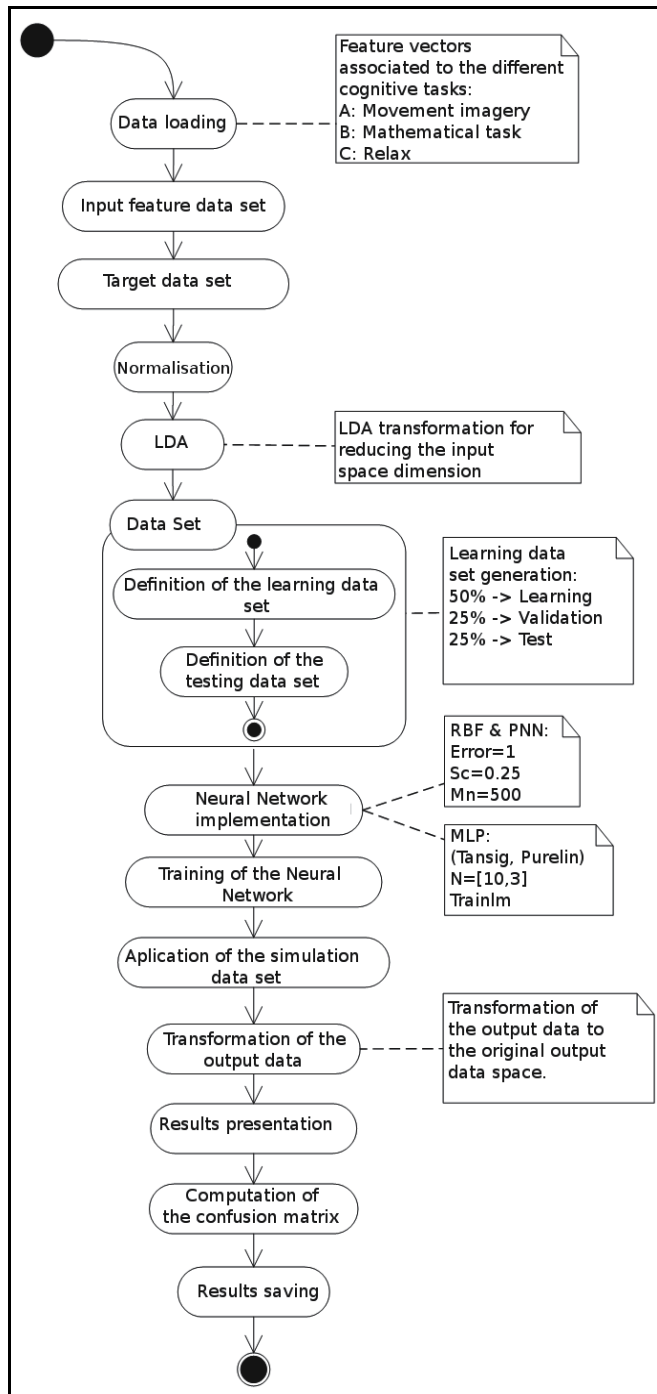 Feature vectors
associated to the different
cognitive tasks:
A: Movement imagery
B: Mathematical task
C: Relax
Data loading
Input feature data set
Target data set
Normalisation
LDA
LDA transformation for
reducing the input
space dimension
Data Set
Definition of the learning data
set
Definition of the
testing data set
Learning data
set generation:
50% -> Learning
25% -> Validation
25% -> Test
RBF & PNN:
Error=1
Sc=0.25
Mn=500
Neural Network
implementation
MLP:
(Tansig, Purelin)
N=[10,3]
Trainlm
Training of the Neural
Network
Aplication of the simulation
data set
Transformation of the
output data
Transformation of
the output data to
the original output
data space.
Results presentation
Computation of
the confusion matrix
Results saving